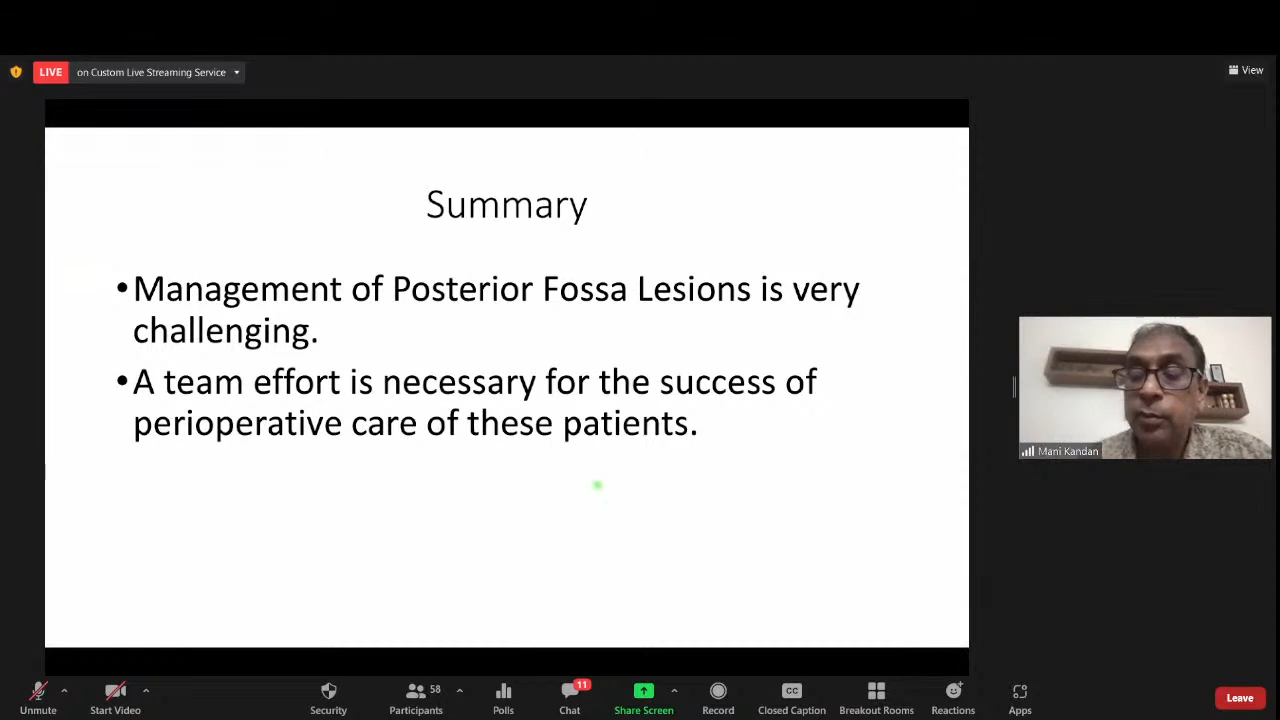 LIVE on Custom Live Streaming Service
View
Summary
•Management of Posterior Fossa Lesions is very
challenging.
•A team effort is necessary for the success of
perioperative care of these patients.
Mani Kandan
58
11
CC
Unmute Start Video Security Participants Polls Chat Share Screen Record Closed Caption Breakout Rooms Reactions Apps Leave